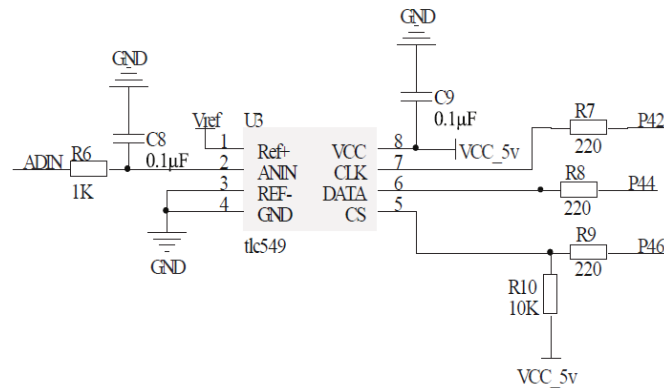 GND
GND
C9
0.1µF
Vref
U3
R7
P42
220
ADIN
R6
1K
C8
0.1µF
1
Ref+
VCC
8
VCC_5v
2
ANIN
CLK
7
3
REF-
DATA
6
R8
P44
220
4
GND
CS
5
tlc549
GND
R9
P46
220
R10
10K
VCC_5v